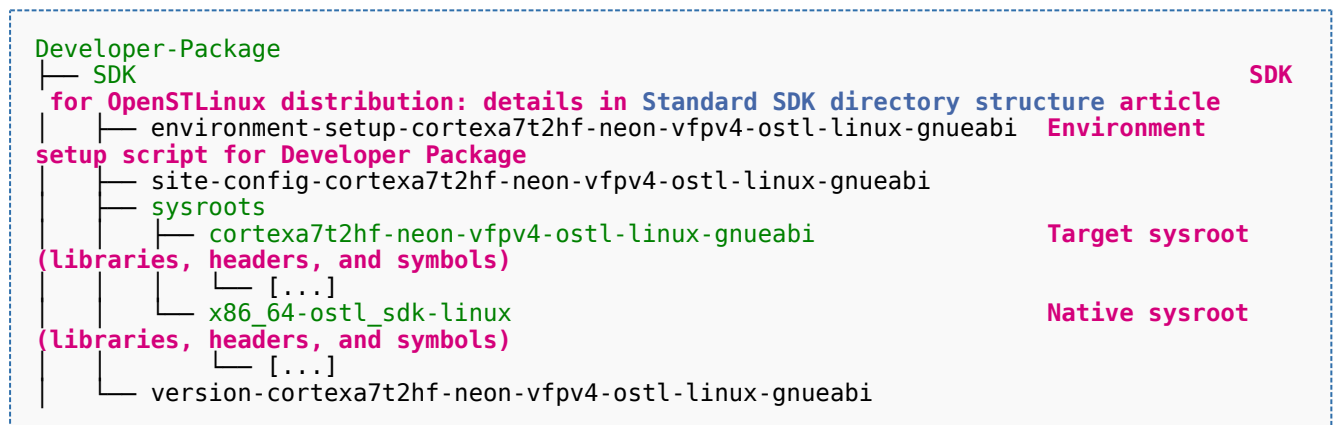 Developer-Package
├── SDK                                                                              SDK
 for OpenSTLinux distribution: details in Standard SDK directory structure article
│   ├── environment-setup-cortexa7t2hf-neon-vfpv4-ostl-linux-gnueabi  Environment
setup script for Developer Package
│   ├── site-config-cortexa7t2hf-neon-vfpv4-ostl-linux-gnueabi
│   ├── sysroots
│   │   ├── cortexa7t2hf-neon-vfpv4-ostl-linux-gnueabi                Target sysroot
(libraries, headers, and symbols)
│   │   │   └── [...]
│   │   └── x86_64-ostl_sdk-linux                                     Native sysroot
(libraries, headers, and symbols)
│   │       └── [...]
│   └── version-cortexa7t2hf-neon-vfpv4-ostl-linux-gnueabi